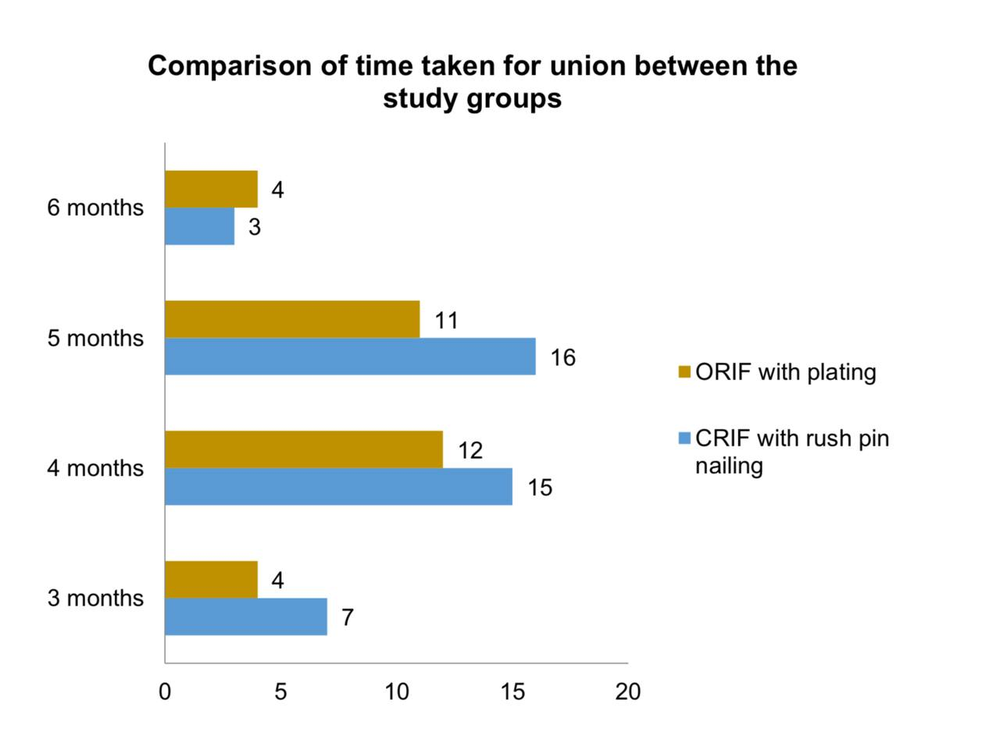 Comparison of time taken for union between the
study groups
6 months
4
3
5 months
11
16
4 months
12
15
3 months
4
7
0 5 10 15 20
ORIF with plating
CRIF with rush pin
nailing